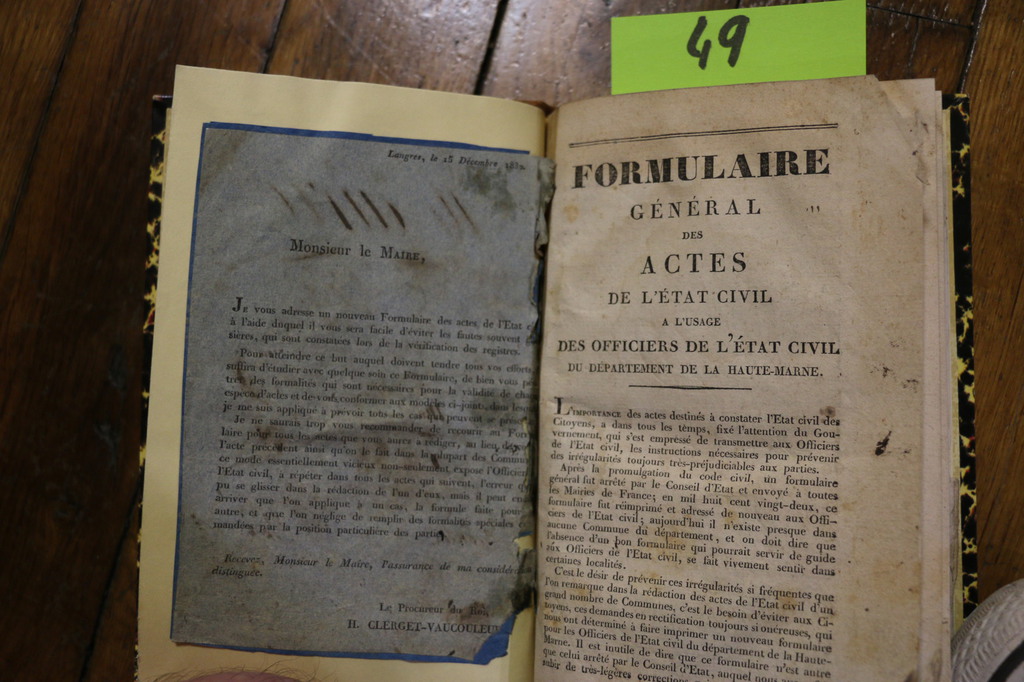 49
Langres, le 15 Décembre
Monsieur le MAIRE,
JE vous adresse un nouveau Formulaire des actes de l'Etat
à l'aide duquel il vous sera facile d'éviter les fautes souvent
sières, qui sont constatées lors de la vérification des registres.
Pour atteindre ce but auquel doivent tendre tous vos efforts,
suffira d'étudier avec quelque soin ce Formulaire, de bien vous
trer des formalités qui sont nécessaires pour la validité de
espèce d'actes et de vous conformer aux modèles ci-joints, dans
je me suis appliqué à prévoir tous les cas qui peuvent se
Je ne saurais trop vous recommander de recourir au For
laire pour tous les actes que vous aurez à rédiger, au lieu
l'acte précédent ainsi qu'on le fait dans la plupart des Commun
ce mode essentiellement vicieux non-seulement expose l'Officier
l'Etat civil, à répéter dans tous les actes qui suivent, l'erreur
pu se glisser dans la rédaction de l'un d'eux, mais il peut
arriver que l'on applique à un cas, la formule faite pour
autre, et que l'on néglige de remplir des formalités spéciales
mandées par la position particulière des parties.
Recevez, Monsieur le Maire, l'assurance de ma considéra
distinguée.
Le Procureur du Roi
H. CLERGET-VAUCOULEU
FORMULAIRE
GÉNÉRAL
DES
ACTES
DE L'ÉTAT CIVIL
A L'USAGE
DES OFFICIERS DE L'ÉTAT CIVIL
DU DÉPARTEMENT DE LA HAUTE-MARNE.
L'IMPORTANCE des actes destinés à constater l'Etat civil des
Citoyens, a dans tous les temps, fixé l'attention du Gou-
vernement, qui s'est empressé de transmettre aux Officiers
de l'Etat civil, les instructions nécessaires pour prévenir
des irrégularités toujours très-préjudiciables aux parties.
Après la promulgation du code civil, un formulaire
général fut arrêté par le Conseil d'Etat et envoyé à toutes
les Mairies de France; en mil huit cent vingt-deux, ce
formulaire fut réimprimé et adressé de nouveau aux Offi-
ciers de l'Etat civil; aujourd'hui il n'existe presque dans
aucune Commune du département, et on doit dire que
l'absence d'un bon formulaire qui pourrait servir de guide
aux Officiers de l'Etat civil, se fait vivement sentir dans
certaines localités.
C'est le désir de prévenir ces irrégularités si fréquentes que
l'on remarque dans la rédaction des actes de l'Etat civil d'un
grand nombre de Communes, c'est le besoin d'éviter aux Ci-
toyens, ces demandes en rectification toujours si onéreuses, qui
nous ont déterminé à faire imprimer un nouveau formulaire
pour les Officiers de l'Etat civil du département de la Haute-
Marne. Il est inutile de dire que ce formulaire n'est autre
que celui arrêté par le Conseil d'Etat, auquel nous
subir de très-légères corrections